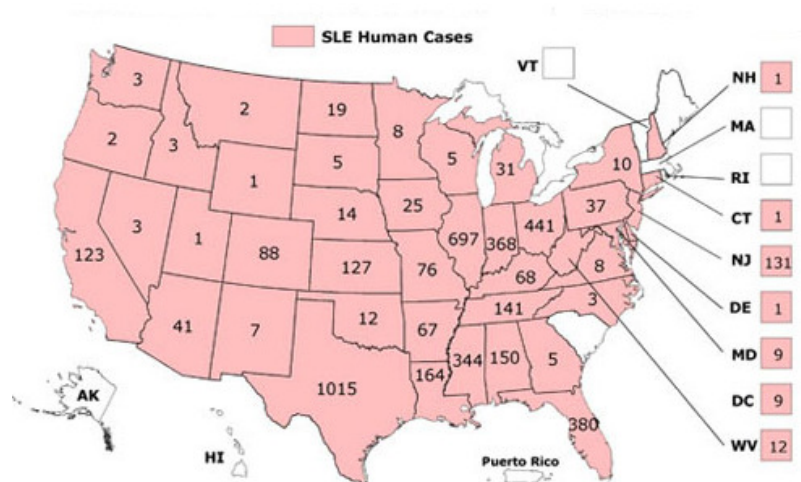 SLE Human Cases
VT
NH 1
3
2
19
8
MA
2
3
5
5
31
10
RI
1
14
25
37
CT 1
123
3
1
88
127
76
697
368
441
8
NJ 131
68
3
DE 1
41
7
12
67
141
MD 9
1015
164
344
150
5
AK
DC 9
380
HI
Puerto Rico
WV 12